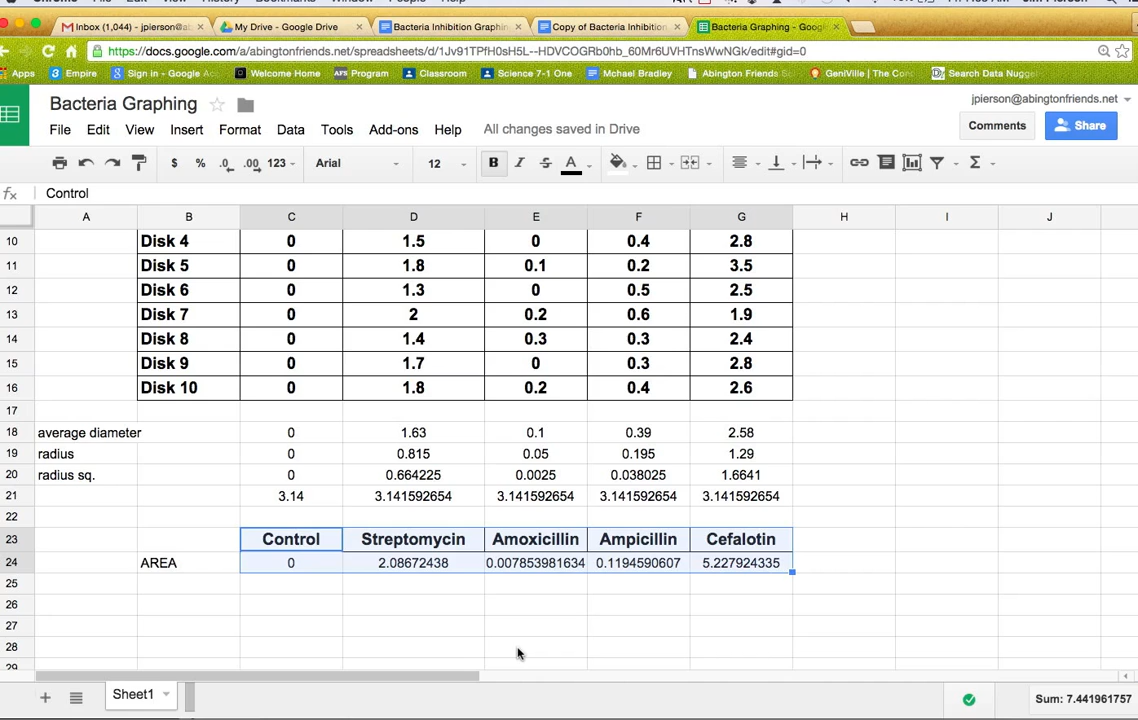 Inbox (1,044) - jpierson@ab
My Drive - Google Drive
Bacteria Inhibition Graphin
Copy of Bacteria Inhibition
Bacteria Graphing - Google
https://docs.google.com/a/abingtonfriends.net/spreadsheets/d/1Jv91TPfH0sH5L--HDVCOGRb0hb_60Mr6UVHTnsWwNGk/edit#gid=0
Apps
Empire
Sign in - Google Ac
Welcome Home
AFS Program
Classroom
Science 7-1 One
Mchael Bradley
Abington Friends Sc
GeniVille | The Con
Search Data Nugge
Bacteria Graphing
jpierson@abingtonfriends.net
File Edit View Insert Format Data Tools Add-ons Help All changes saved in Drive
Comments
Share
$ % .0 .00 123 Arial 12 B I S A Σ
fx Control
A B C D E F G H I J
10 Disk 4 0 1.5 0 0.4 2.8
11 Disk 5 0 1.8 0.1 0.2 3.5
12 Disk 6 0 1.3 0 0.5 2.5
13 Disk 7 0 2 0.2 0.6 1.9
14 Disk 8 0 1.4 0.3 0.3 2.4
15 Disk 9 0 1.7 0 0.3 2.8
16 Disk 10 0 1.8 0.2 0.4 2.6
17
18 average diameter 0 1.63 0.1 0.39 2.58
19 radius 0 0.815 0.05 0.195 1.29
20 radius sq. 0 0.664225 0.0025 0.038025 1.6641
21 3.14 3.141592654 3.141592654 3.141592654 3.141592654
22
23 Control Streptomycin Amoxicillin Ampicillin Cefalotin
24 AREA 0 2.08672438 0.007853981634 0.1194590607 5.227924335
25
26
27
28
29
Sheet1
Sum: 7.441961757